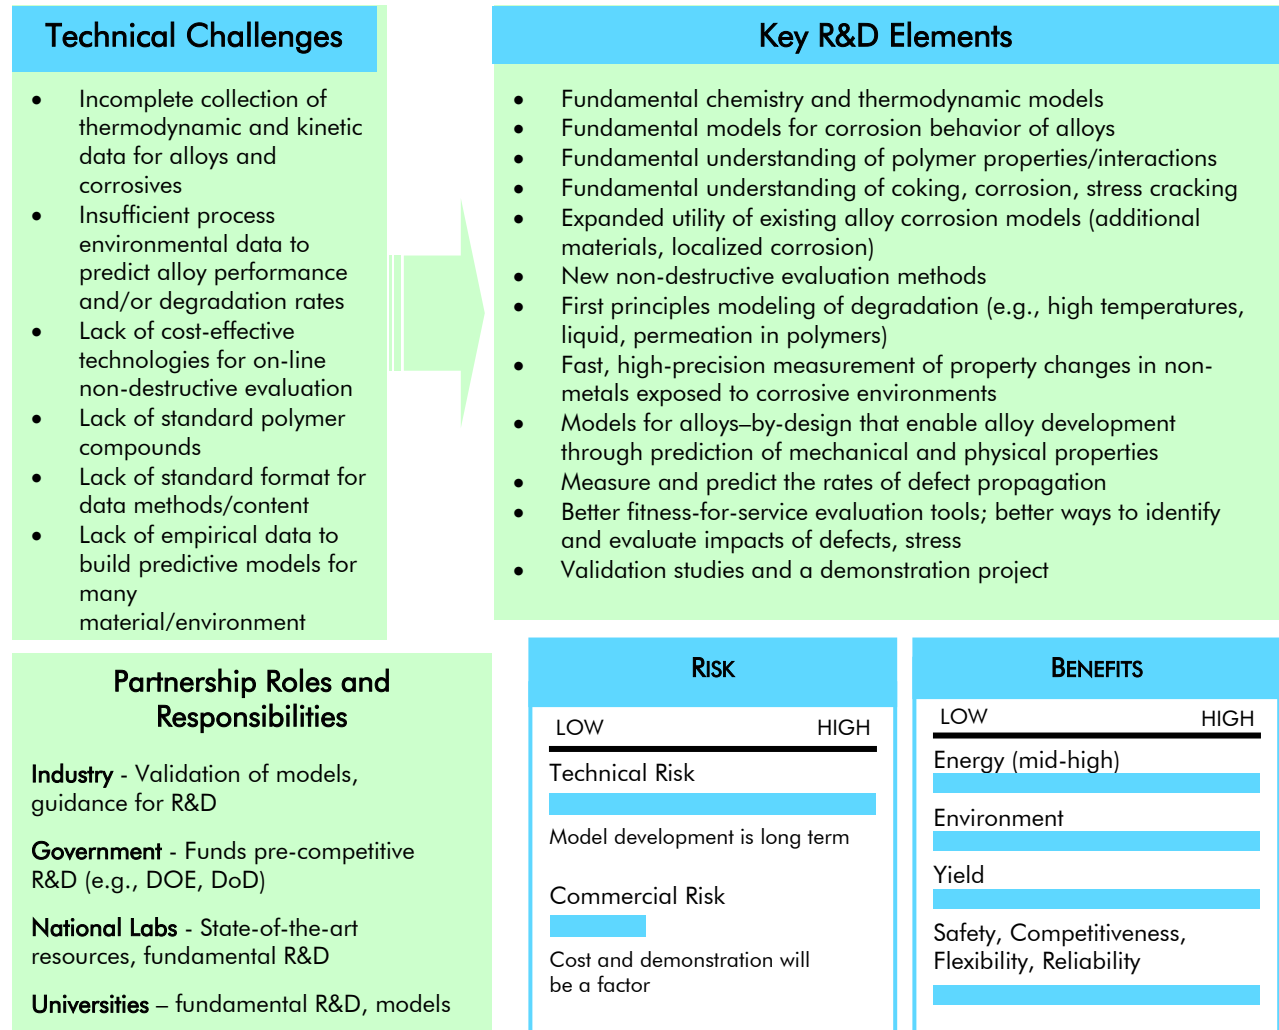 Technical Challenges
• Incomplete collection of
thermodynamic and kinetic
data for alloys and
corrosives
• Insufficient process
environmental data to
predict alloy performance
and/or degradation rates
• Lack of cost-effective
technologies for on-line
non-destructive evaluation
• Lack of standard polymer
compounds
• Lack of standard format for
data methods/content
• Lack of empirical data to
build predictive models for
many
material/environment
Key R&D Elements
• Fundamental chemistry and thermodynamic models
• Fundamental models for corrosion behavior of alloys
• Fundamental understanding of polymer properties/interactions
• Fundamental understanding of coking, corrosion, stress cracking
• Expanded utility of existing alloy corrosion models (additional
materials, localized corrosion)
• New non-destructive evaluation methods
• First principles modeling of degradation (e.g., high temperatures,
liquid, permeation in polymers)
• Fast, high-precision measurement of property changes in non-
metals exposed to corrosive environments
• Models for alloys–by-design that enable alloy development
through prediction of mechanical and physical properties
• Measure and predict the rates of defect propagation
• Better fitness-for-service evaluation tools; better ways to identify
and evaluate impacts of defects, stress
• Validation studies and a demonstration project
Partnership Roles and
Responsibilities
Industry - Validation of models,
guidance for R&D
Government - Funds pre-competitive
R&D (e.g., DOE, DoD)
National Labs - State-of-the-art
resources, fundamental R&D
Universities – fundamental R&D, models
RISK
LOW HIGH
Technical Risk
Model development is long term
Commercial Risk
Cost and demonstration will
be a factor
BENEFITS
LOW HIGH
Energy (mid-high)
Environment
Yield
Safety, Competitiveness,
Flexibility, Reliability